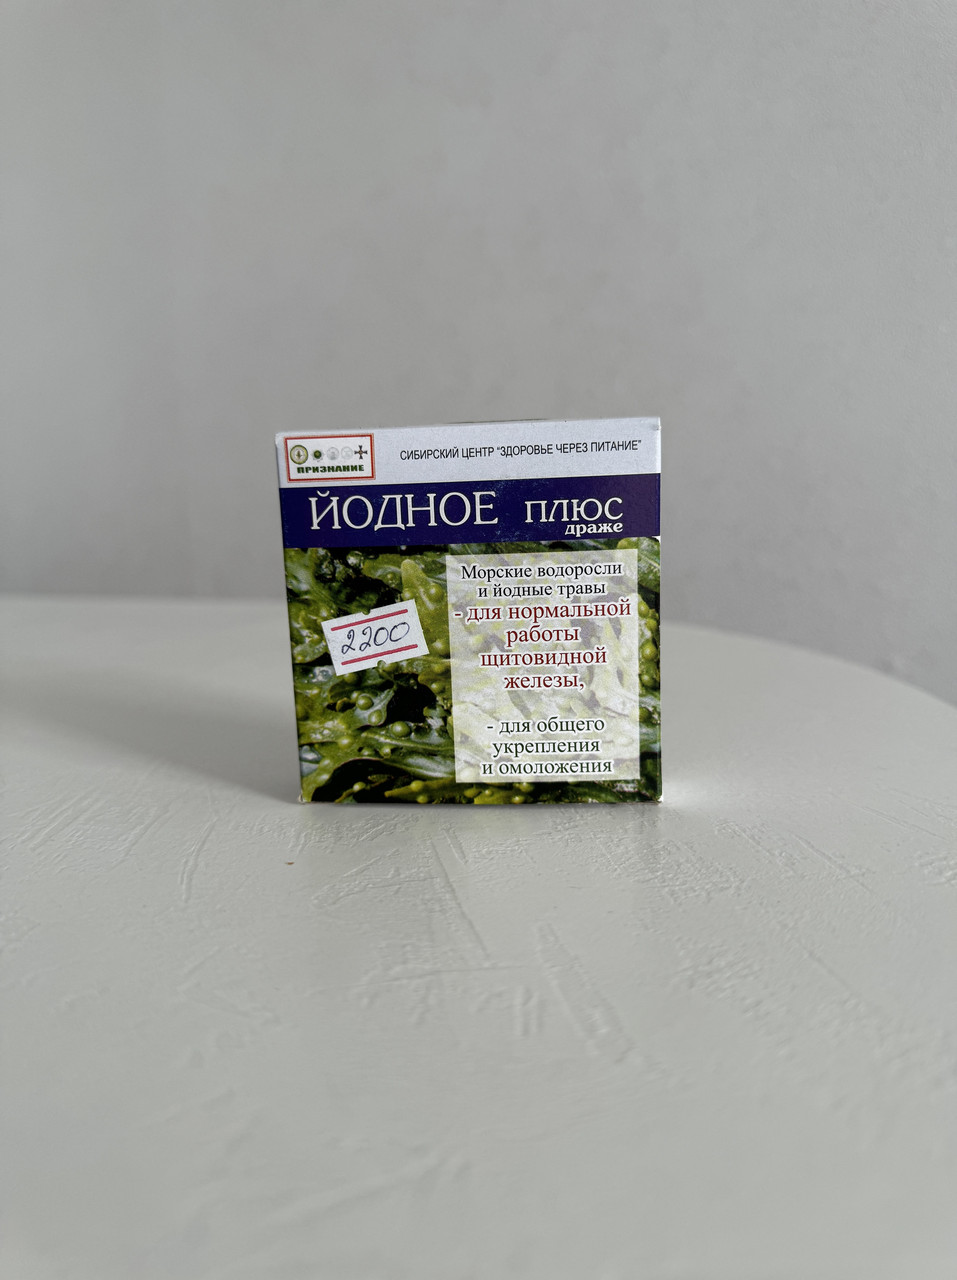 ПРИЗНАНИЕ
СИБИРСКИЙ ЦЕНТР "ЗДОРОВЬЕ ЧЕРЕЗ ПИТАНИЕ"
ЙОДНОЕ ПЛЮС
драже
Морские водоросли
и йодные травы
- для нормальной
работы
щитовидной
железы,
- для общего
укрепления
и омоложения
2200